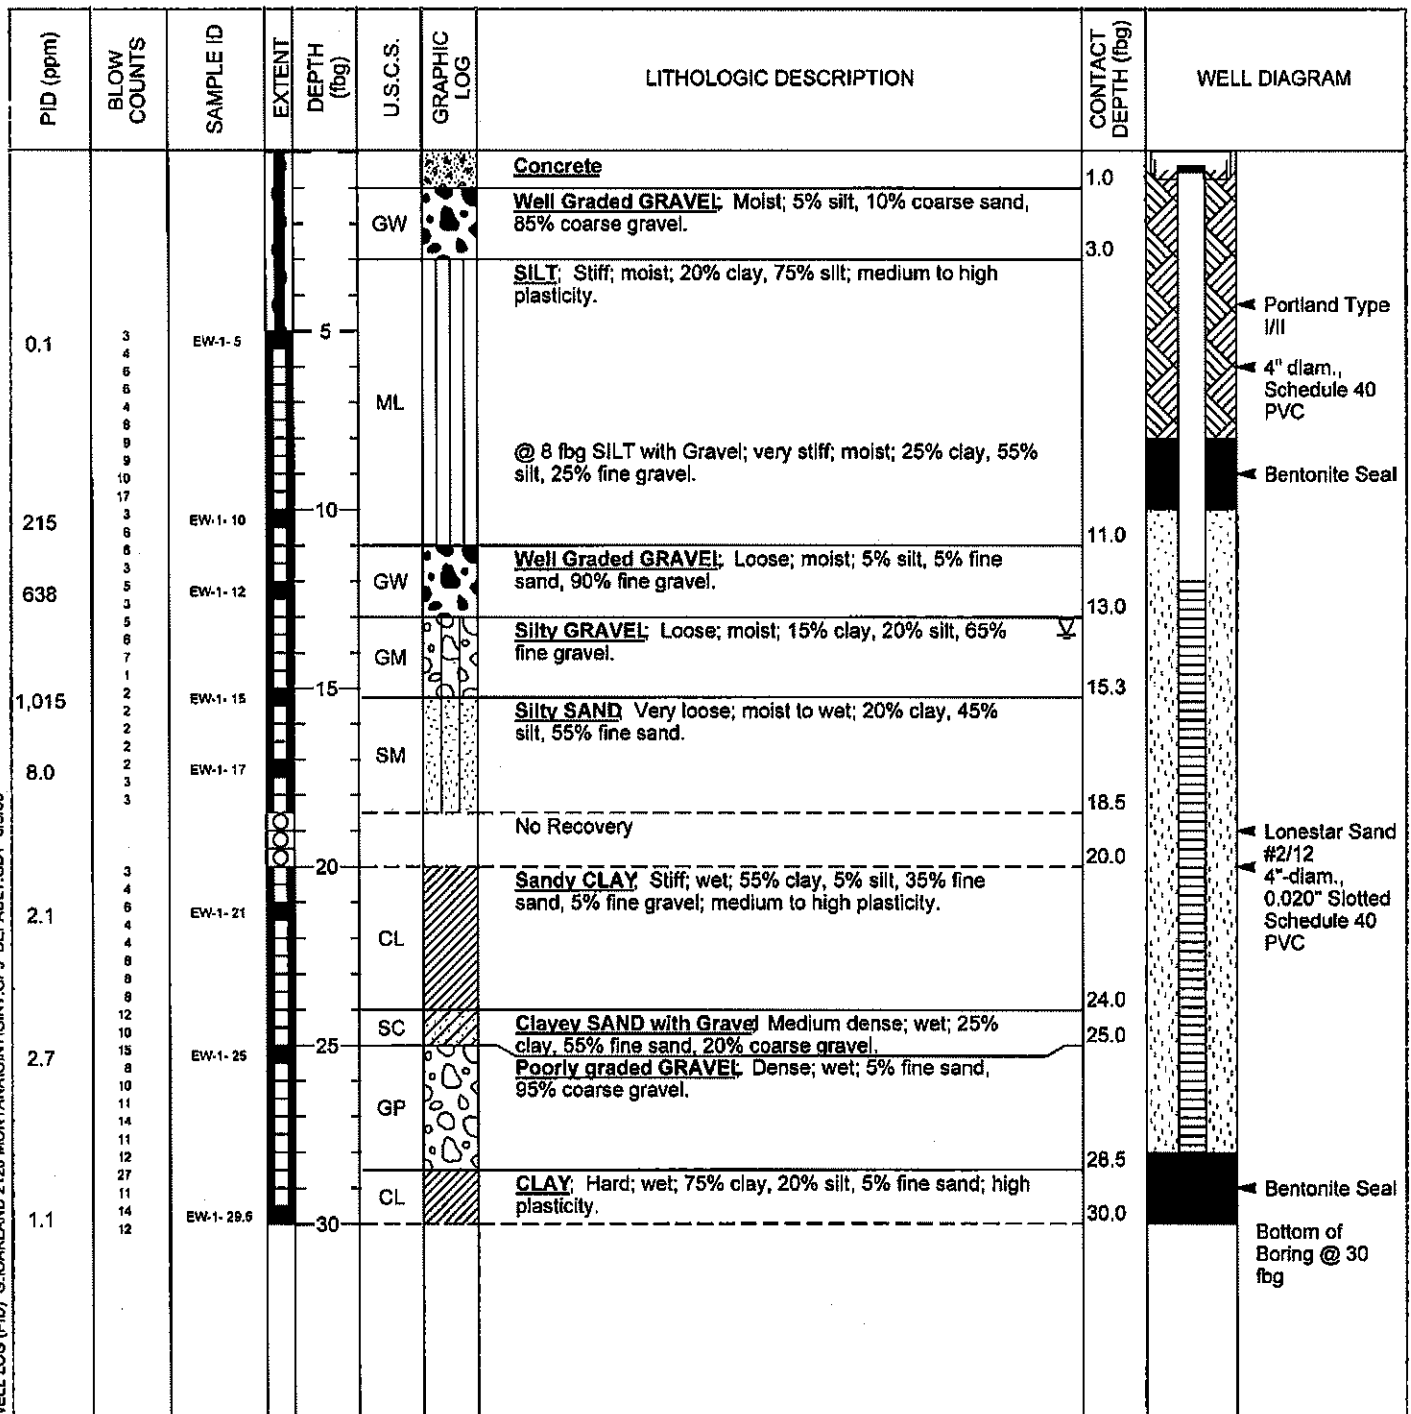 PID (ppm)
BLOW COUNTS
SAMPLE ID
EXTENT
DEPTH (fbg)
U.S.C.S.
GRAPHIC LOG
LITHOLOGIC DESCRIPTION
CONTACT DEPTH (fbg)
WELL DIAGRAM
Concrete
1.0
GW
Well Graded GRAVEL; Moist; 5% silt, 10% coarse sand,
85% coarse gravel.
3.0
SILT; Stiff; moist; 20% clay, 75% silt; medium to high
plasticity.
Portland Type
I/II
0.1
3
EW-1- 5
5
4
6
6
4
8
9
9
10
17
4" diam.,
Schedule 40
PVC
ML
@ 8 fbg SILT with Gravel; very stiff; moist; 25% clay, 55%
silt, 25% fine gravel.
Bentonite Seal
215
3
EW-1- 10
10
6
6
3
11.0
GW
Well Graded GRAVEL; Loose; moist; 5% silt, 5% fine
sand, 90% fine gravel.
638
5
EW-1- 12
3
13.0
5
6
7
1
GM
Silty GRAVEL; Loose; moist; 15% clay, 20% silt, 65%
fine gravel.
15
15.3
1,015
2
EW-1- 15
2
2
2
SM
Silty SAND; Very loose; moist to wet; 20% clay, 45%
silt, 55% fine sand.
8.0
2
EW-1- 17
3
3
18.5
No Recovery
20.0
Lonestar Sand
#2/12
4"-diam.,
0.020" Slotted
Schedule 40
PVC
20
3
4
Sandy CLAY; Stiff; wet; 55% clay, 5% silt, 35% fine
sand, 5% fine gravel; medium to high plasticity.
2.1
6
EW-1- 21
4
4
8
8
8
CL
24.0
12
10
SC
Clayey SAND with Gravel Medium dense; wet; 25%
clay, 55% fine sand, 20% coarse gravel.
25.0
25
2.7
15
EW-1- 25
8
10
11
14
11
12
Poorly graded GRAVEL; Dense; wet; 5% fine sand,
95% coarse gravel.
GP
28.5
27
11
CL
CLAY; Hard; wet; 75% clay, 20% silt, 5% fine sand; high
plasticity.
Bentonite Seal
1.1
14
EW-1- 29.5
12
30
30.0
Bottom of
Boring @ 30
fbg